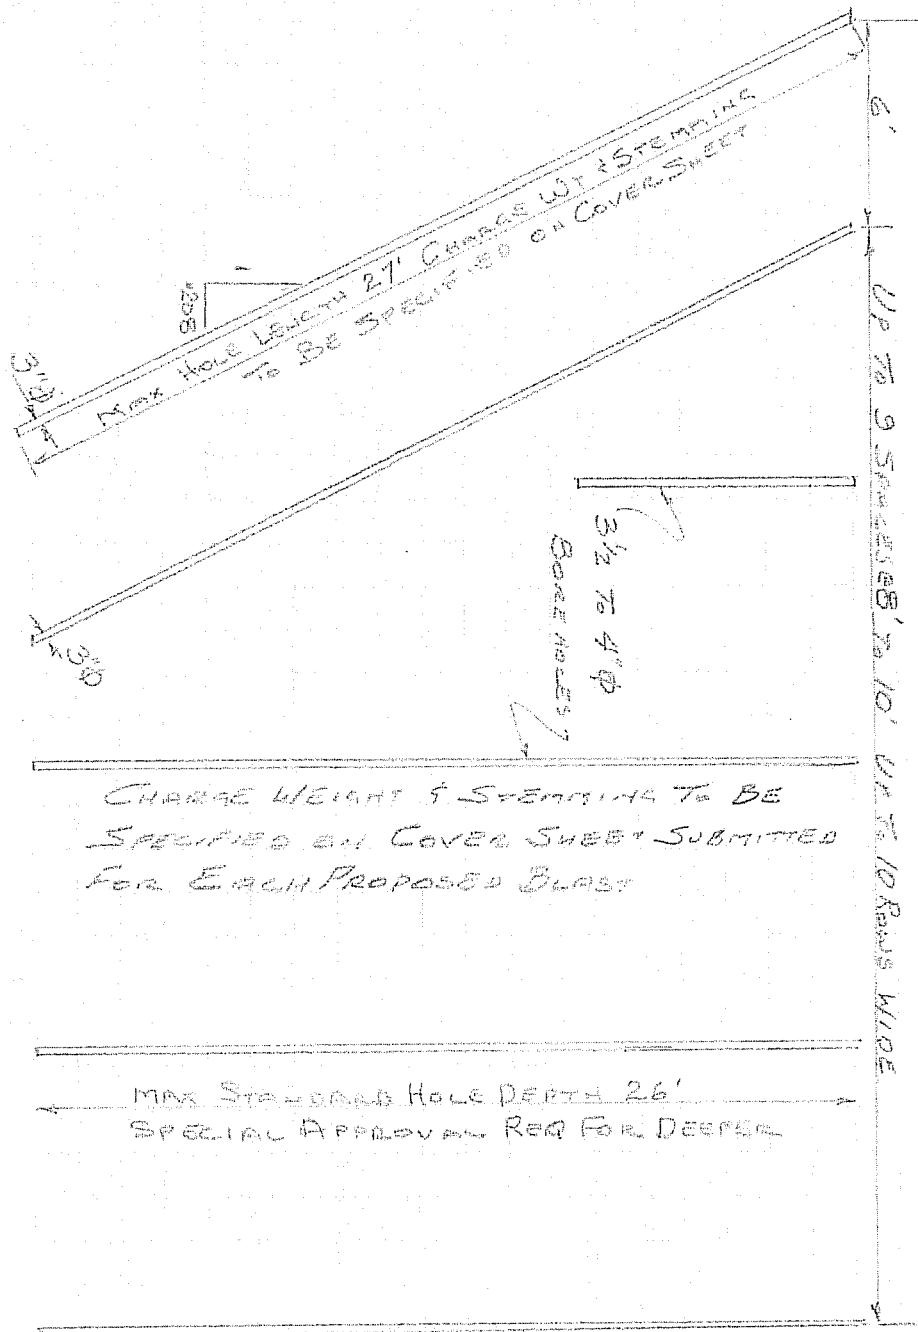 6'
MAX HOLE LENGTH 27' CHARGE WT & STEMMING
TO BE SPECIFIED ON COVER SHEET
1
3"Φ
UP TO 9 SPACES @ 8' TO 10' UP TO 10 ROWS WIDE
3½ TO 4"Φ
BORE HOLES
3"Φ
CHARGE WEIGHT & STEMMING TO BE
SPECIFIED ON COVER SHEET SUBMITTED
FOR EACH PROPOSED BLAST
MAX STANDARD HOLE DEPTH 26'
SPECIAL APPROVAL REQ FOR DEEPER